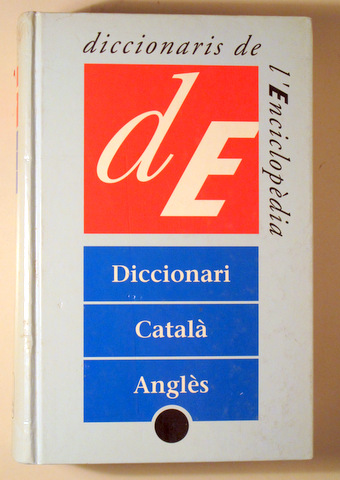 diccionaris de
l'Enciclopèdia
dE
Diccionari
Català
Anglès